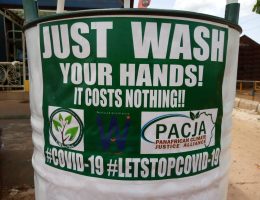 JUST WASH
YOUR HANDS!
IT COSTS NOTHING!!
W
PACJA
PANAFRICAN CLIMATE
JUSTICE ALLIANCE
#COVID-19 #LETSTOPCOVID-19